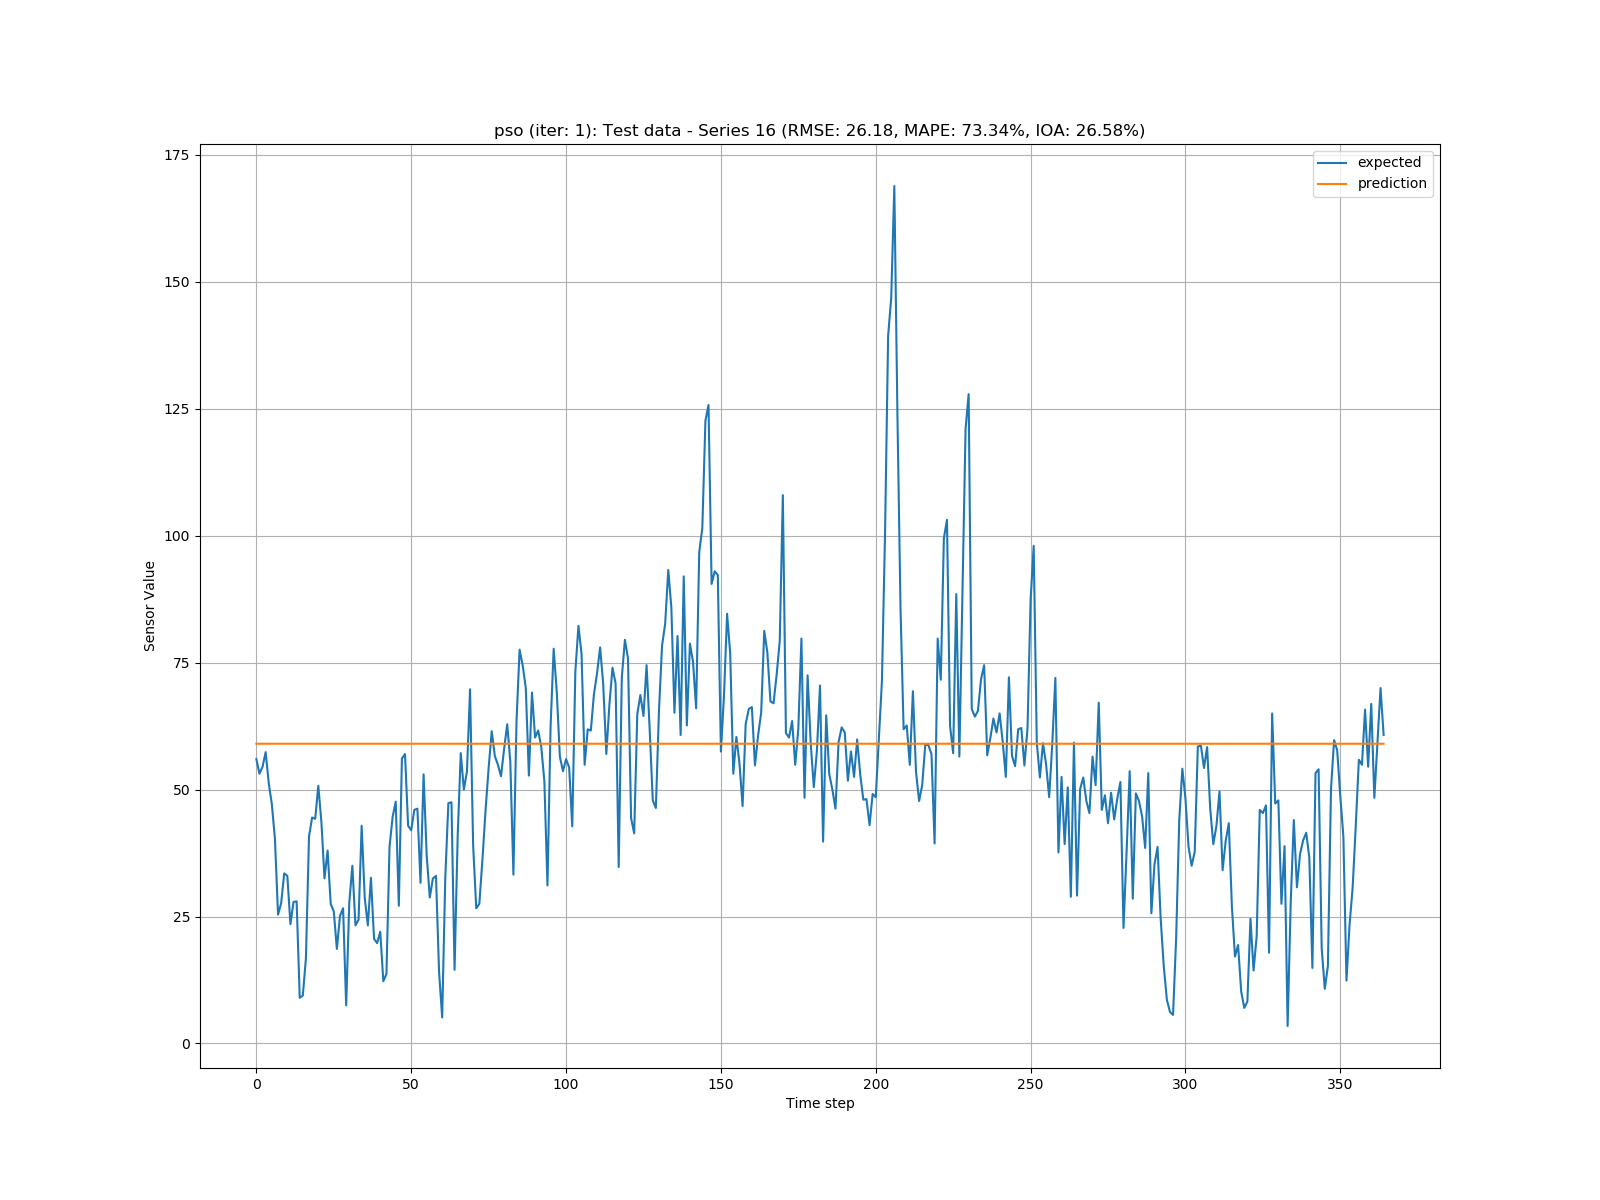 pso (iter: 1): Test data - Series 16 (RMSE: 26.18, MAPE: 73.34%, IOA: 26.58%)
expected
prediction
175
150
125
100
75
50
25
0
Sensor Value
0 50 100 150 200 250 300 350
Time step